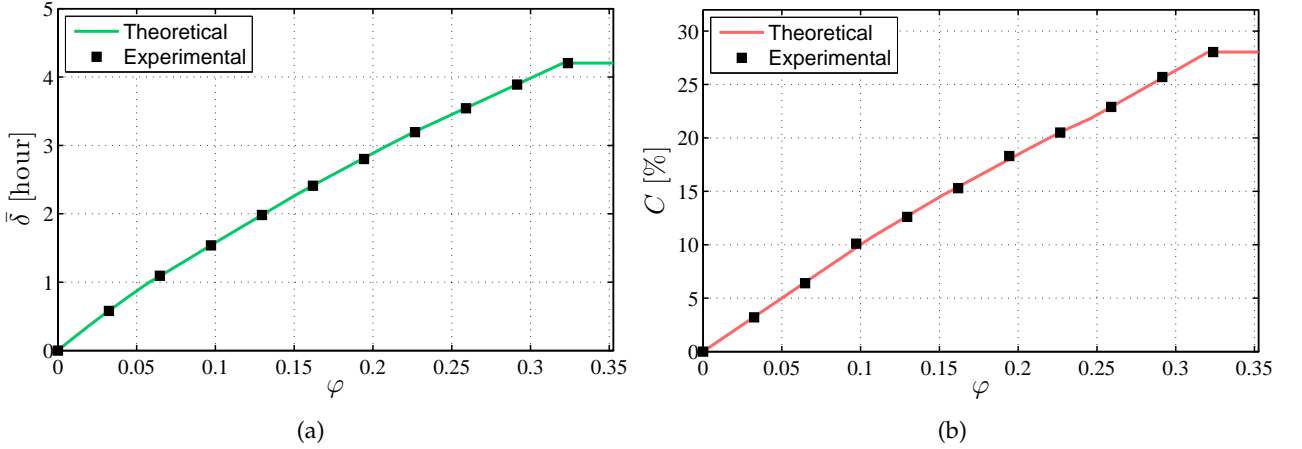 5
4
3
2
1
0
δ̄ [hour]
Theoretical
Experimental
0 0.05 0.1 0.15 0.2 0.25 0.3 0.35
φ
(a)
30
25
20
15
10
5
0
C [%]
Theoretical
Experimental
0 0.05 0.1 0.15 0.2 0.25 0.3 0.35
φ
(b)